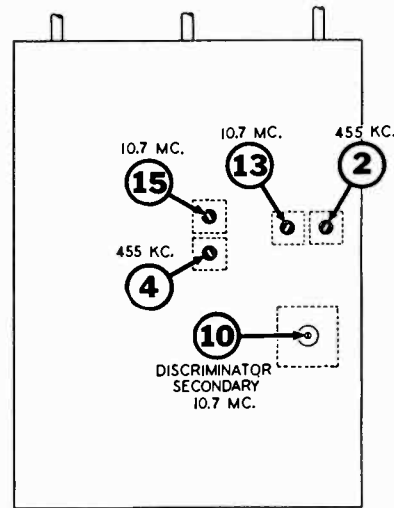 10.7 MC.
15
10.7 MC.
13
455 KC.
2
455 KC.
4
10
DISCRIMINATOR
SECONDARY
10.7 MC.